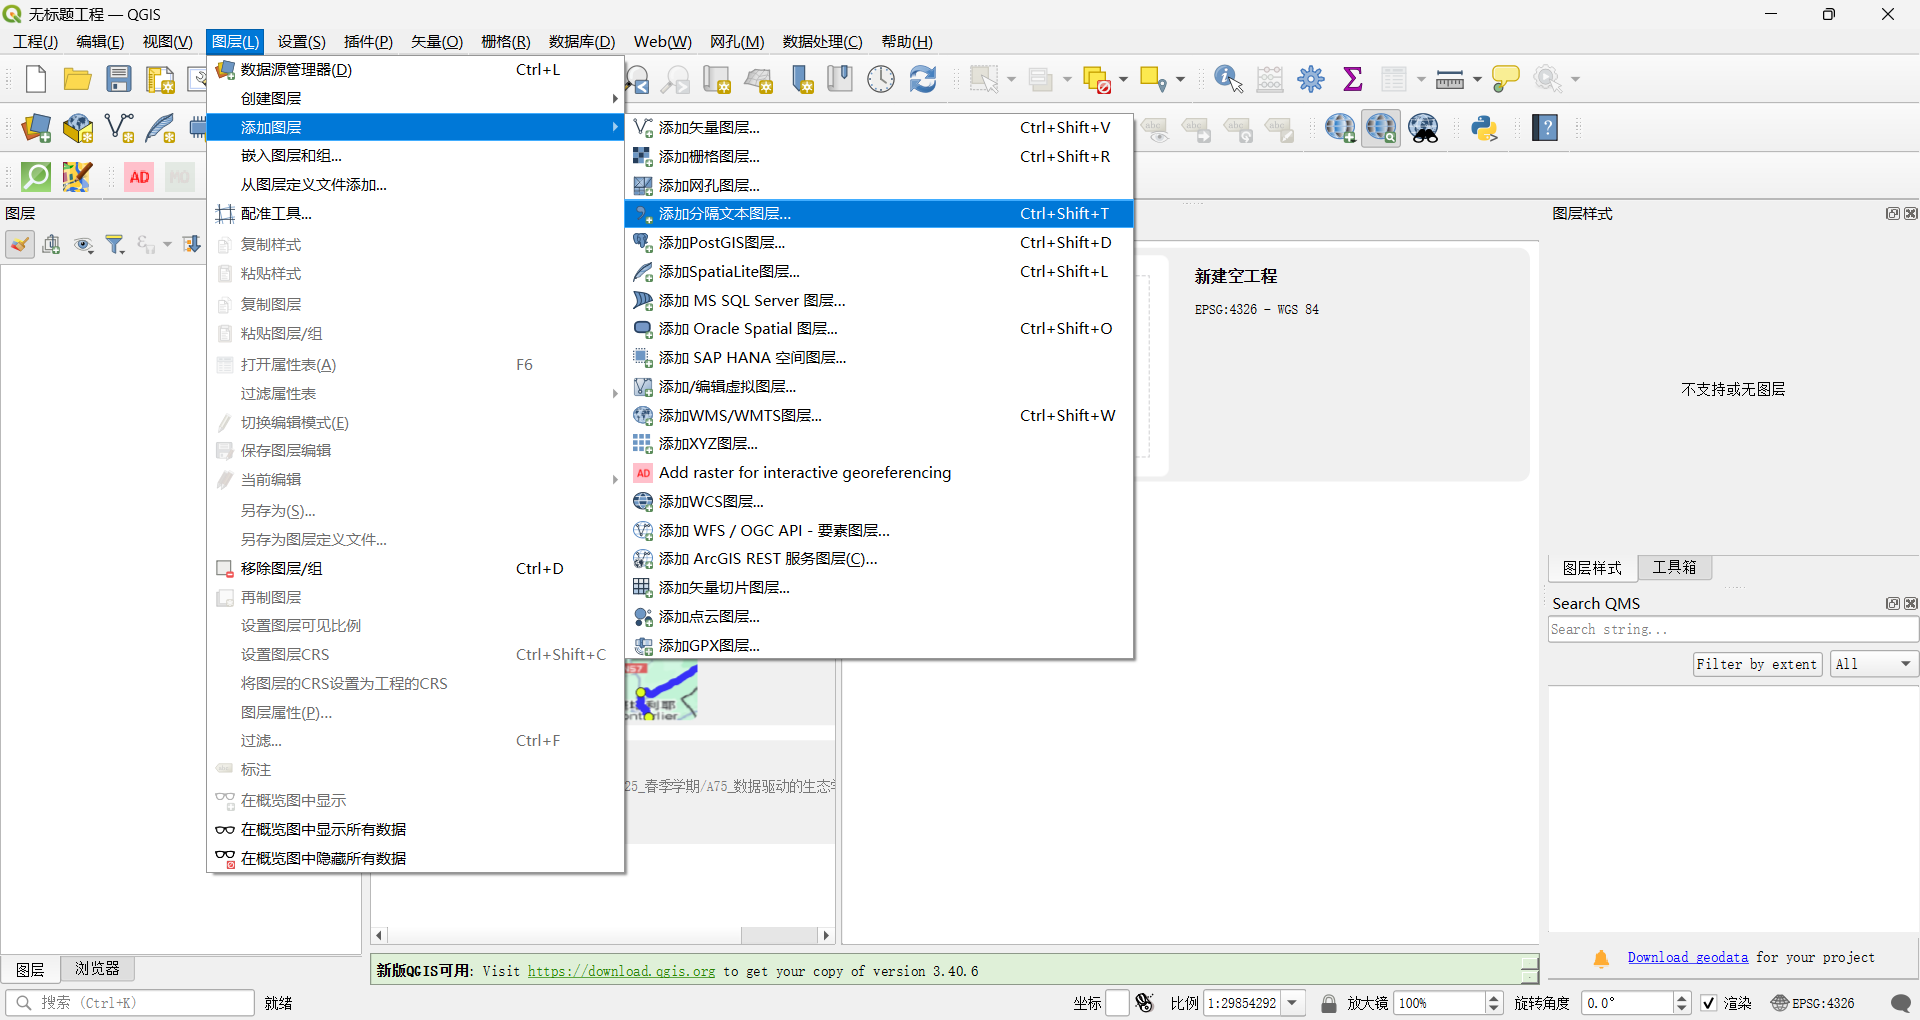 无标题工程 — QGIS
工程(J) 编辑(E) 视图(V) 图层(L) 设置(S) 插件(P) 矢量(O) 栅格(R) 数据库(D) Web(W) 网孔(M) 数据处理(C) 帮助(H)
数据源管理器(D) Ctrl+L
创建图层
添加图层
嵌入图层和组...
从图层定义文件添加...
配准工具...
复制样式
粘贴样式
复制图层
粘贴图层/组
打开属性表(A) F6
过滤属性表
切换编辑模式(E)
保存图层编辑
当前编辑
另存为(S)...
另存为图层定义文件...
移除图层/组 Ctrl+D
再制图层
设置图层可见比例
设置图层CRS Ctrl+Shift+C
将图层的CRS设置为工程的CRS
图层属性(P)...
过滤... Ctrl+F
标注
在概览图中显示
在概览图中显示所有数据
在概览图中隐藏所有数据
添加矢量图层... Ctrl+Shift+V
添加栅格图层... Ctrl+Shift+R
添加网孔图层...
添加分隔文本图层... Ctrl+Shift+T
添加PostGIS图层... Ctrl+Shift+D
添加SpatiaLite图层... Ctrl+Shift+L
添加 MS SQL Server 图层...
添加 Oracle Spatial 图层... Ctrl+Shift+O
添加 SAP HANA 空间图层...
添加/编辑虚拟图层...
添加WMS/WMTS图层... Ctrl+Shift+W
添加XYZ图层...
AD Add raster for interactive georeferencing
添加WCS图层...
添加 WFS / OGC API - 要素图层...
添加 ArcGIS REST 服务图层(C)...
添加矢量切片图层...
添加点云图层...
添加GPX图层...
abc abc abc abc
AD MO
图层
新建空工程
EPSG:4326 - WGS 84
25_春季学期/A75_数据驱动的生态
图层样式
不支持或无图层
图层样式 工具箱
Search QMS
Search string...
Filter by extent All
Download geodata for your project
图层 浏览器
新版QGIS可用: Visit https://download.qgis.org to get your copy of version 3.40.6
搜索 (Ctrl+K) 就绪 坐标 比例 1:29854292 放大镜 100% 旋转角度 0.0° 渲染 EPSG:4326